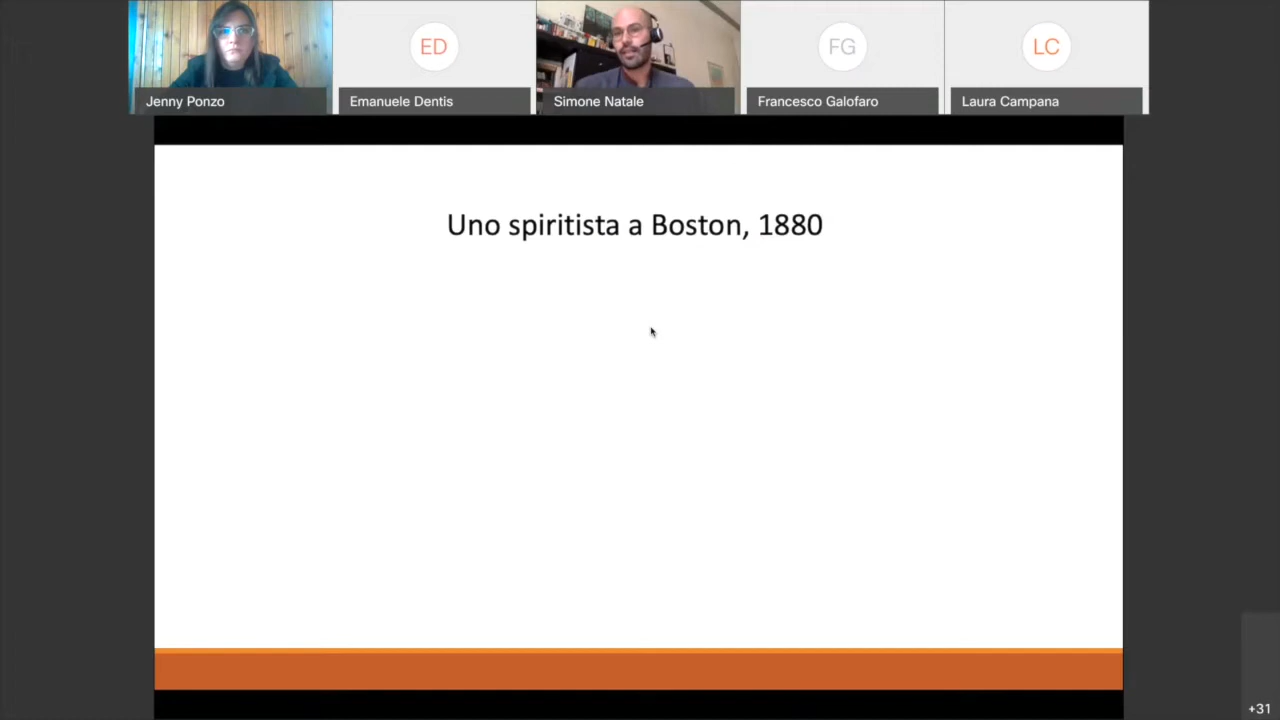 ED
FG
LC
Jenny Ponzo
Emanuele Dentis
Simone Natale
Francesco Galofaro
Laura Campana
Uno spiritista a Boston, 1880
+31